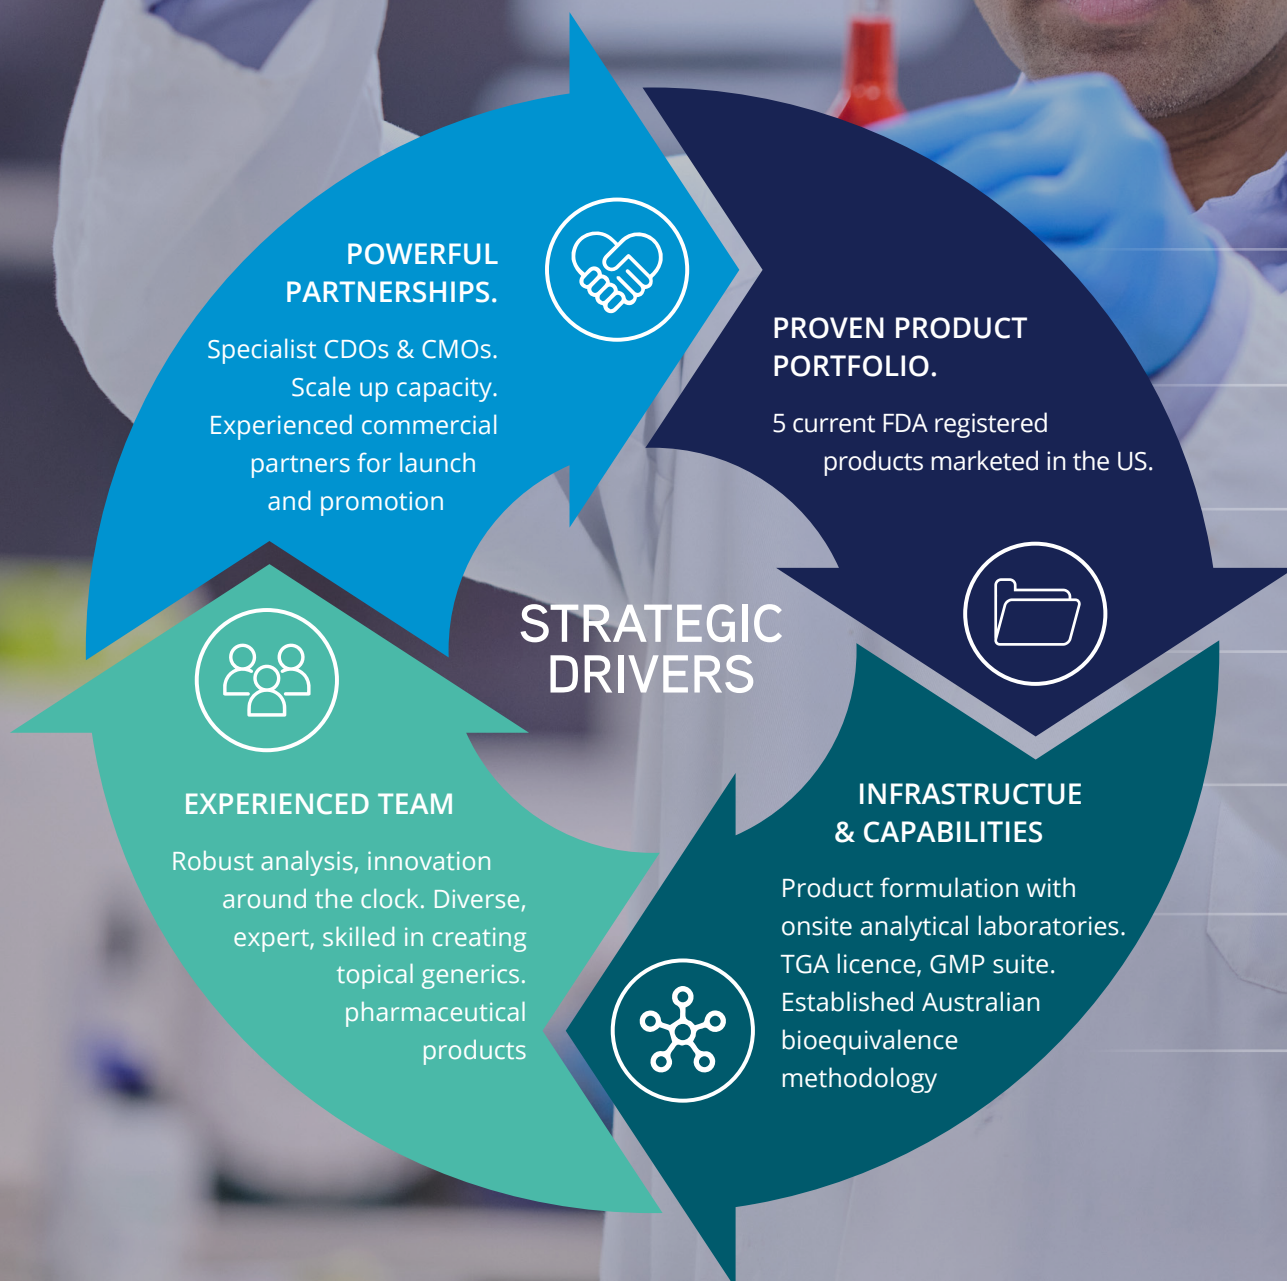 POWERFUL
PARTNERSHIPS.
Specialist CDOs & CMOs.
Scale up capacity.
Experienced commercial
partners for launch
and promotion
PROVEN PRODUCT
PORTFOLIO.
5 current FDA registered
products marketed in the US.
STRATEGIC
DRIVERS
EXPERIENCED TEAM
Robust analysis, innovation
around the clock. Diverse,
expert, skilled in creating
topical generics.
pharmaceutical
products
INFRASTRUCTUE
& CAPABILITIES
Product formulation with
onsite analytical laboratories.
TGA licence, GMP suite.
Established Australian
bioequivalence
methodology